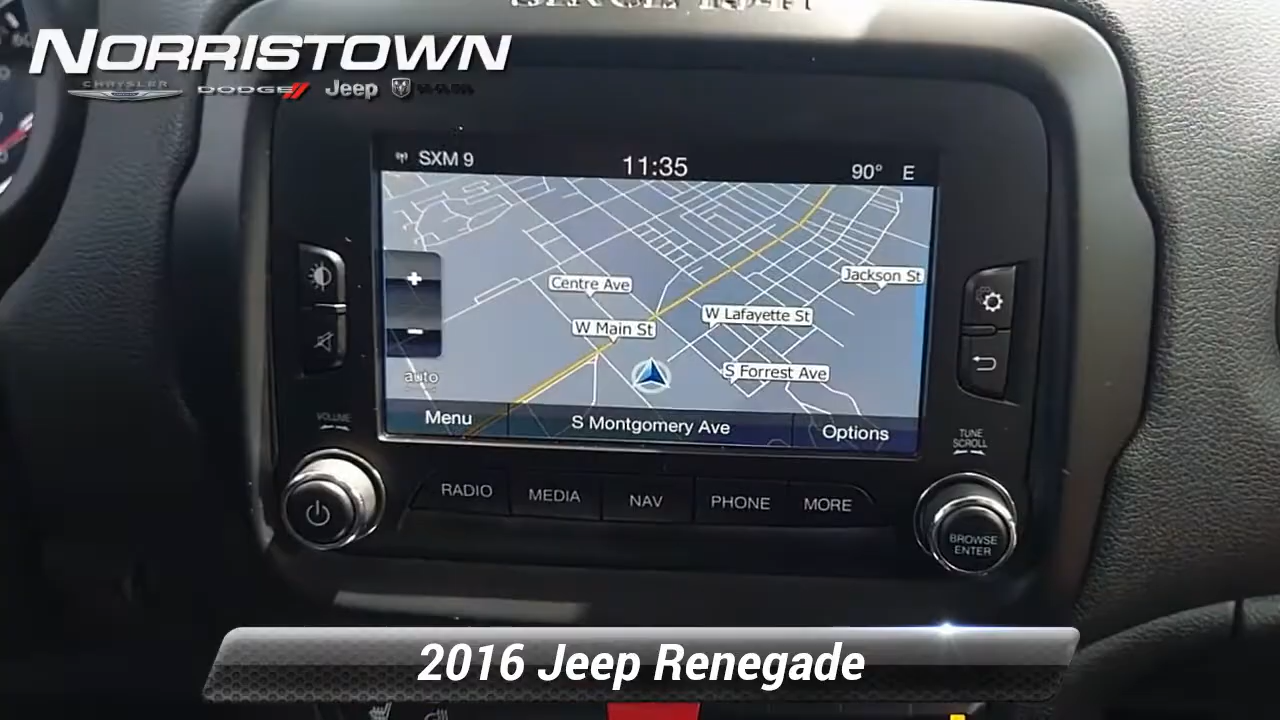 NORRISTOWN
CHRYSLER DODGE Jeep
SXM 9 11:35 90° E
Jackson St
Centre Ave
W Lafayette St
W Main St
S Forrest Ave
auto
Menu S Montgomery Ave Options
VOLUME
TUNE
SCROLL
RADIO MEDIA NAV PHONE MORE
BROWSE
ENTER
2016 Jeep Renegade